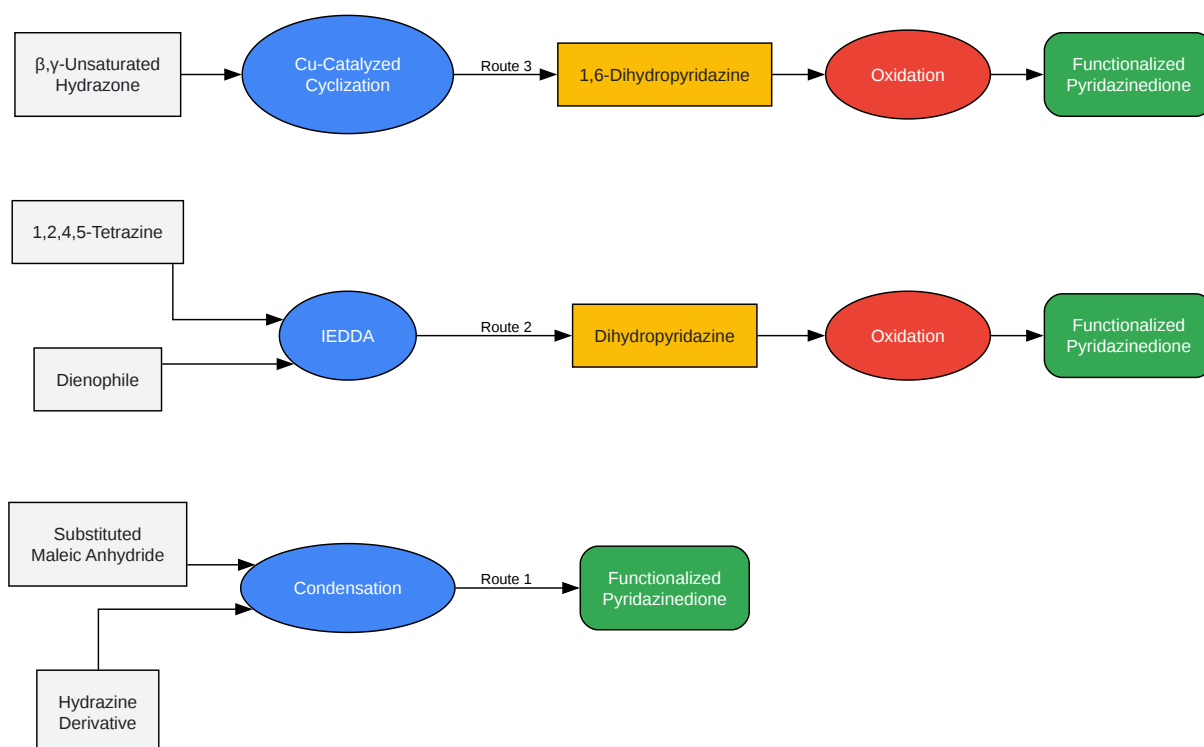 β,γ-Unsaturated
Hydrazone
Cu-Catalyzed
Cyclization
Route 3
1,6-Dihydropyridazine
Oxidation
Functionalized
Pyridazinedione
1,2,4,5-Tetrazine
Dienophile
IEDDA
Route 2
Dihydropyridazine
Oxidation
Functionalized
Pyridazinedione
Substituted
Maleic Anhydride
Hydrazine
Derivative
Condensation
Route 1
Functionalized
Pyridazinedione